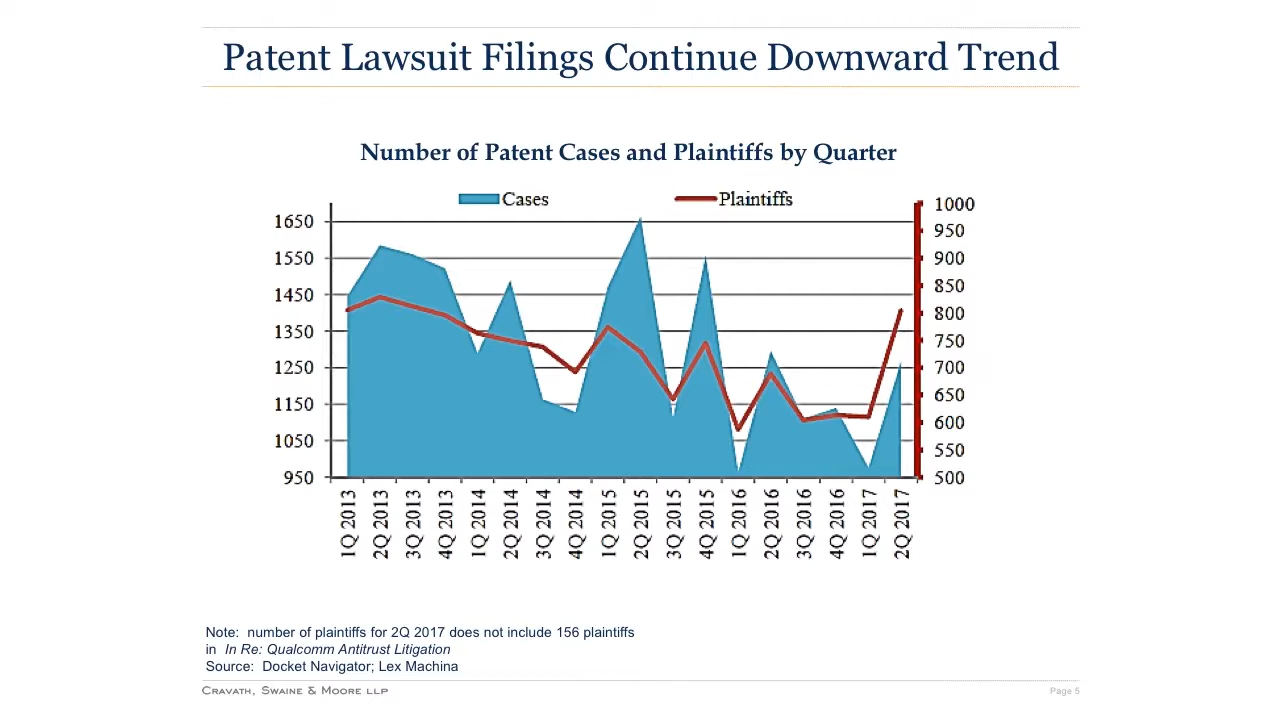 Patent Lawsuit Filings Continue Downward Trend
Number of Patent Cases and Plaintiffs by Quarter
Cases
Plaintiffs
1650
1550
1450
1350
1250
1150
1050
950
1000
950
900
850
800
750
700
650
600
550
500
1Q 2013
2Q 2013
3Q 2013
4Q 2013
1Q 2014
2Q 2014
3Q 2014
4Q 2014
1Q 2015
2Q 2015
3Q 2015
4Q 2015
1Q 2016
2Q 2016
3Q 2016
4Q 2016
1Q 2017
2Q 2017
Note: number of plaintiffs for 2Q 2017 does not include 156 plaintiffs
in In Re: Qualcomm Antitrust Litigation
Source: Docket Navigator; Lex Machina
CRAVATH, SWAINE & MOORE LLP
Page 5